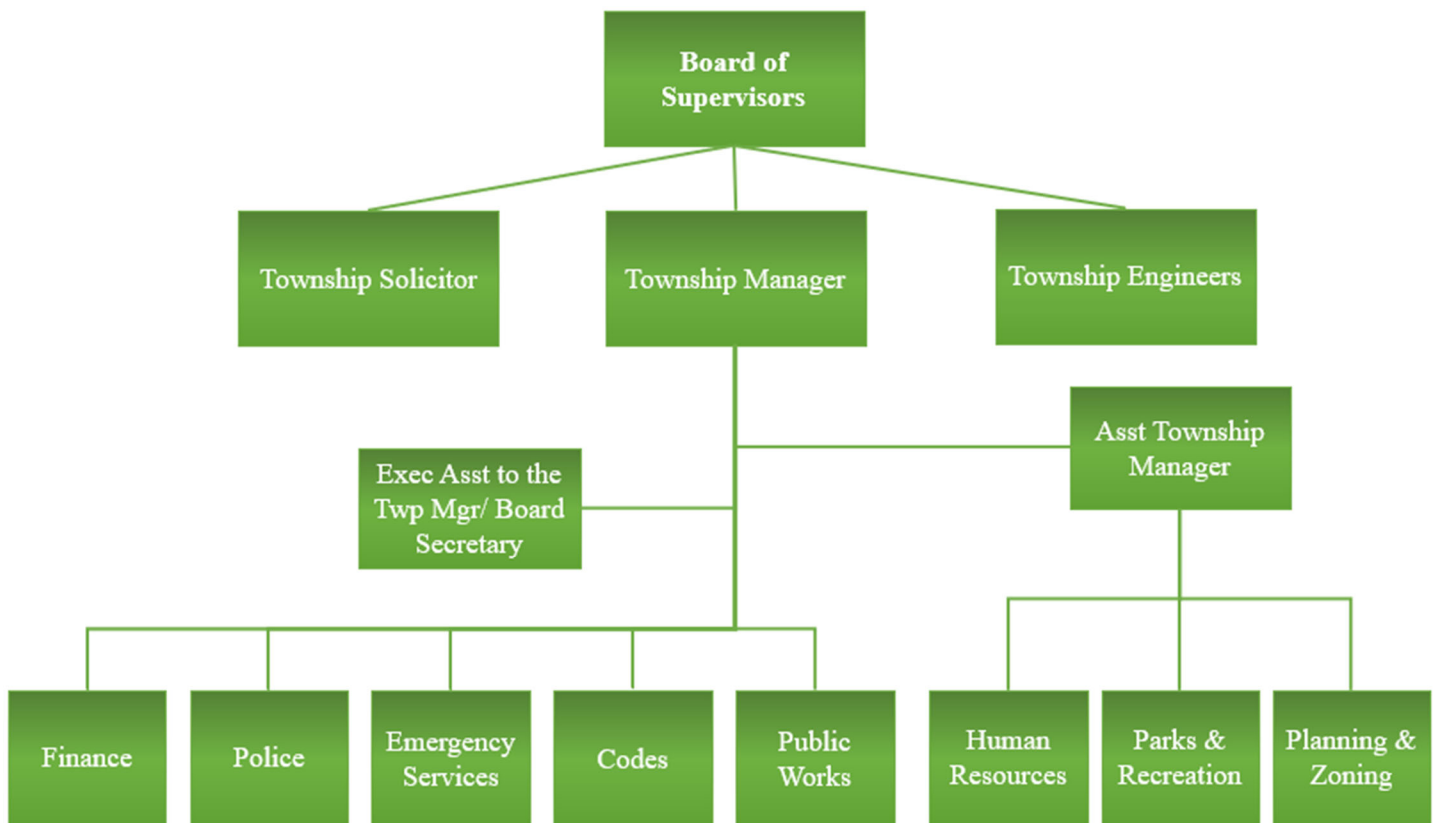 Board of
Supervisors
Township Solicitor
Township Manager
Township Engineers
Asst Township
Manager
Exec Asst to the
Twp Mgr/ Board
Secretary
Finance
Police
Emergency
Services
Codes
Public
Works
Human
Resources
Parks &
Recreation
Planning &
Zoning